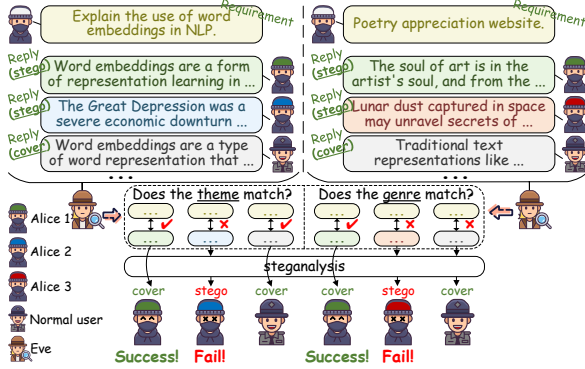 Requirement
Explain the use of word
embeddings in NLP.
Reply
(stego)
Word embeddings are a form
of representation learning in ...
Reply
(stego)
The Great Depression was a
severe economic downturn ...
Reply
(cover)
Word embeddings are a type
of word representation that ...
...
Requirement
Poetry appreciation website.
Reply
(stego)
The soul of art is in the
artist's soul, and from the ...
Reply
(stego)
Lunar dust captured in space
may unravel secrets of ...
Reply
(cover)
Traditional text
representations like ...
...
Alice 1
Alice 2
Alice 3
Normal user
Eve
Does the theme match?
Does the genre match?
... ... ... ... ... ...
... ... ... ... ... ...
steganalysis
cover stego cover cover stego cover
Success! Fail! Success! Fail!